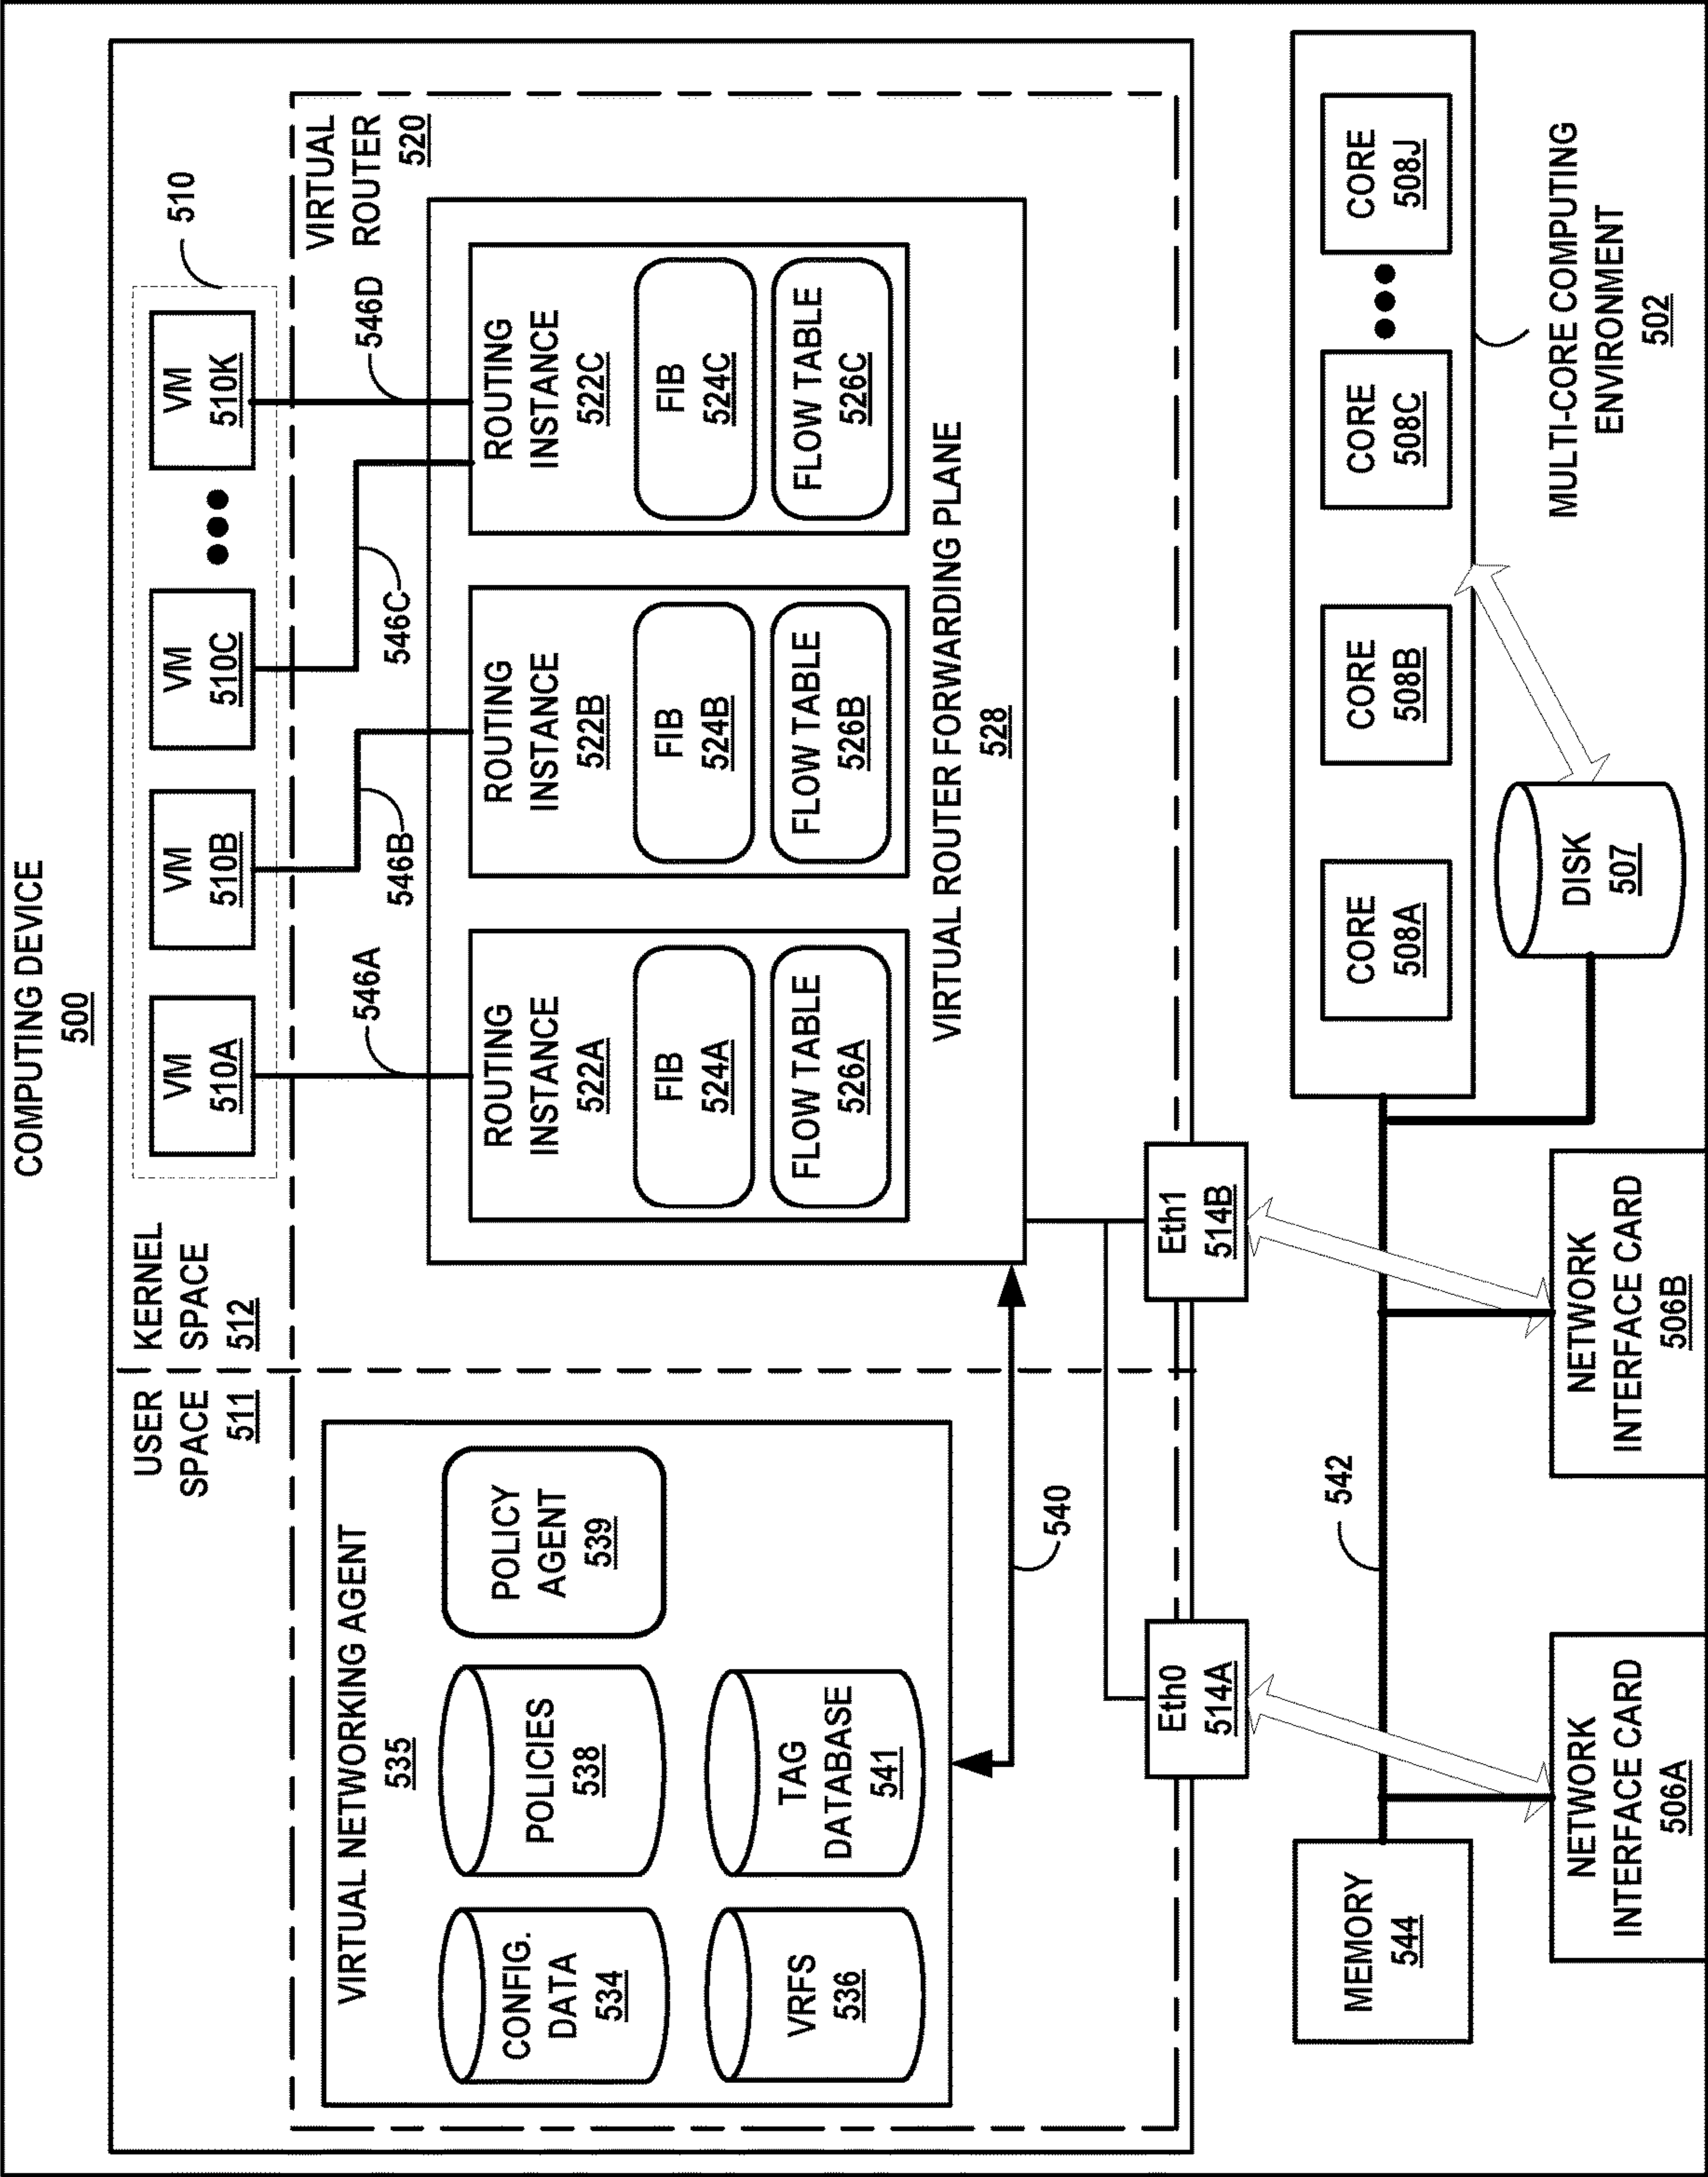 COMPUTING DEVICE
500
USER
SPACE
511
KERNEL
SPACE
512
VM
510A
VM
510B
VM
510C
VM
510K
510
546A
546B
546C
546D
VIRTUAL
ROUTER
520
VIRTUAL NETWORKING AGENT
535
CONFIG.
DATA
534
POLICIES
538
POLICY
AGENT
539
VRFS
536
TAG
DATABASE
541
540
ROUTING
INSTANCE
522A
FIB
524A
FLOW TABLE
526A
ROUTING
INSTANCE
522B
FIB
524B
FLOW TABLE
526B
ROUTING
INSTANCE
522C
FIB
524C
FLOW TABLE
526C
VIRTUAL ROUTER FORWARDING PLANE
528
Eth0
514A
Eth1
514B
MEMORY
544
542
CORE
508A
CORE
508B
CORE
508C
CORE
508J
NETWORK
INTERFACE CARD
506A
NETWORK
INTERFACE CARD
506B
DISK
507
MULTI-CORE COMPUTING
ENVIRONMENT
502